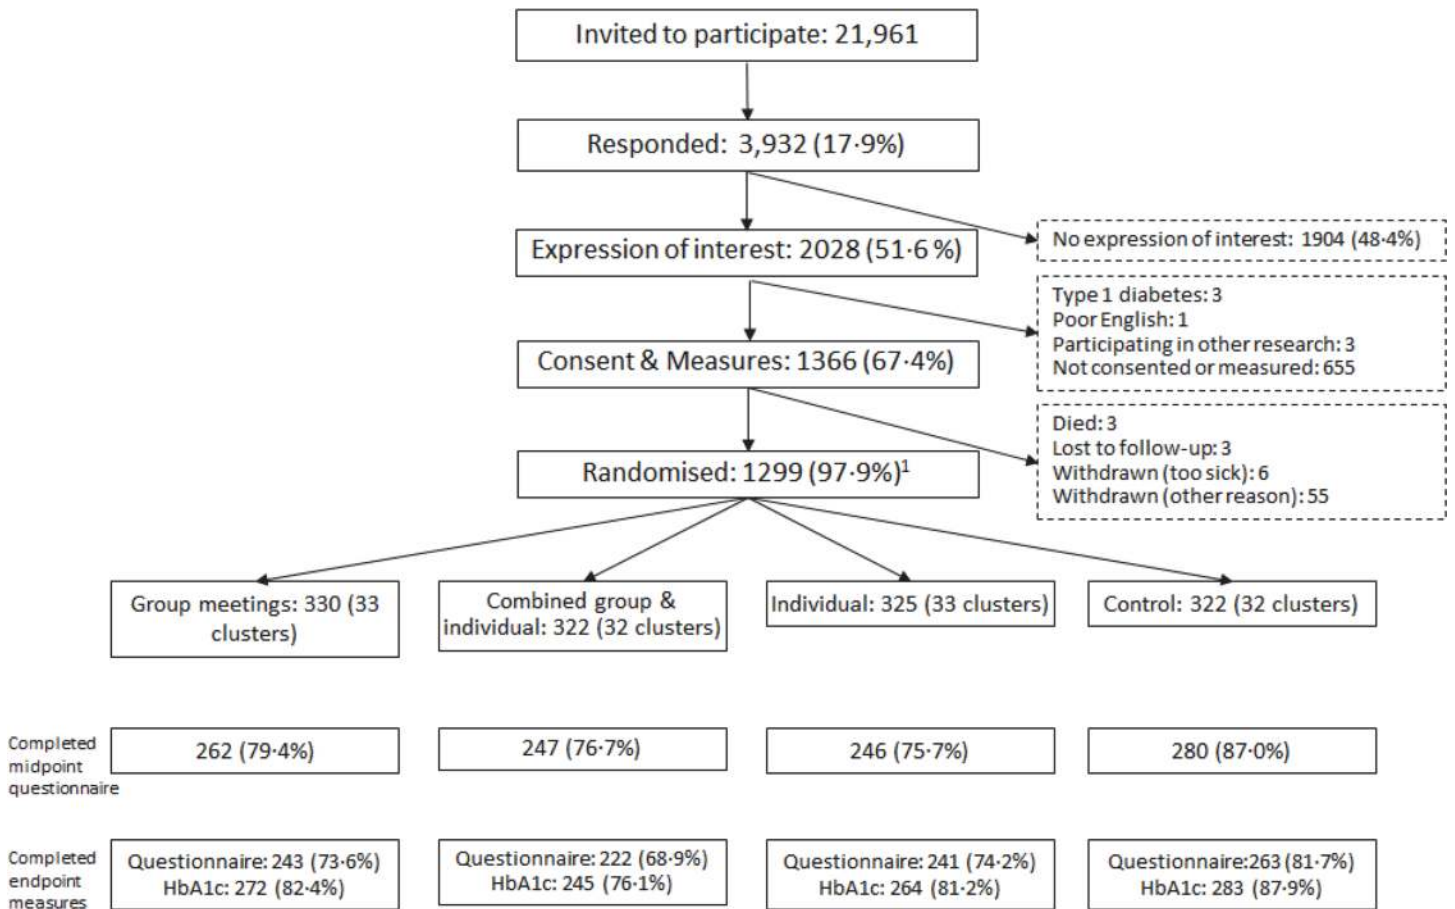 Invited to participate: 21,961
Responded: 3,932 (17·9%)
Expression of interest: 2028 (51·6 %)
No expression of interest: 1904 (48·4%)
Type 1 diabetes: 3
Poor English: 1
Participating in other research: 3
Not consented or measured: 655
Consent & Measures: 1366 (67·4%)
Died: 3
Lost to follow-up: 3
Withdrawn (too sick): 6
Withdrawn (other reason): 55
Randomised: 1299 (97·9%)1
Group meetings: 330 (33
clusters)
Combined group &
individual: 322 (32 clusters)
Individual: 325 (33 clusters)
Control: 322 (32 clusters)
Completed
midpoint
questionnaire
262 (79·4%)
247 (76·7%)
246 (75·7%)
280 (87·0%)
Completed
endpoint
measures
Questionnaire: 243 (73·6%)
HbA1c: 272 (82·4%)
Questionnaire: 222 (68·9%)
HbA1c: 245 (76·1%)
Questionnaire: 241 (74·2%)
HbA1c: 264 (81·2%)
Questionnaire:263 (81·7%)
HbA1c: 283 (87·9%)